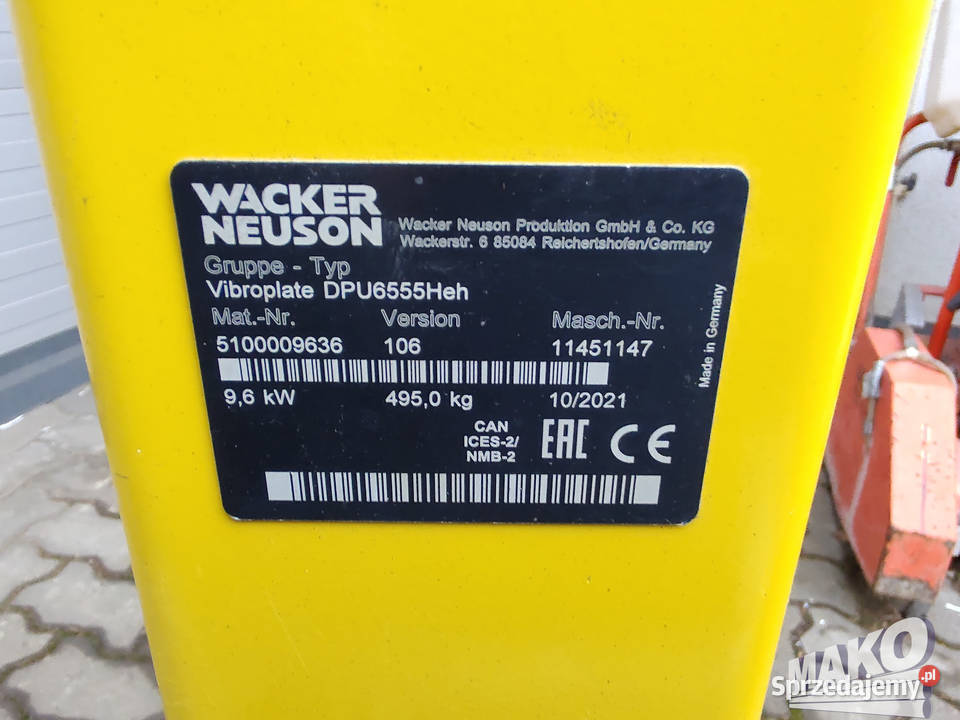 WACKER
NEUSON
Wacker Neuson Produktion GmbH & Co. KG
Wackerstr. 6 85084 Reichertshofen/Germany
Gruppe - Typ
Vibroplate DPU6555Heh
Mat.-Nr. Version Masch.-Nr.
5100009636 106 11451147
9,6 kW 495,0 kg 10/2021
CAN
ICES-2/
NMB-2
EAC CE
Made in Germany
MAKO
Sprzedajemy.pl